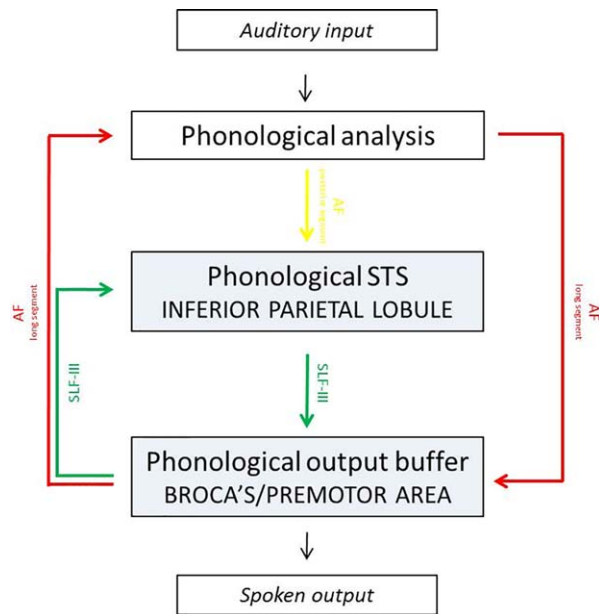 Auditory input
Phonological analysis
AF
posterior segment
Phonological STS
INFERIOR PARIETAL LOBULE
AF
long segment
SLF-III
SLF-III
AF
long segment
Phonological output buffer
BROCA'S/PREMOTOR AREA
Spoken output